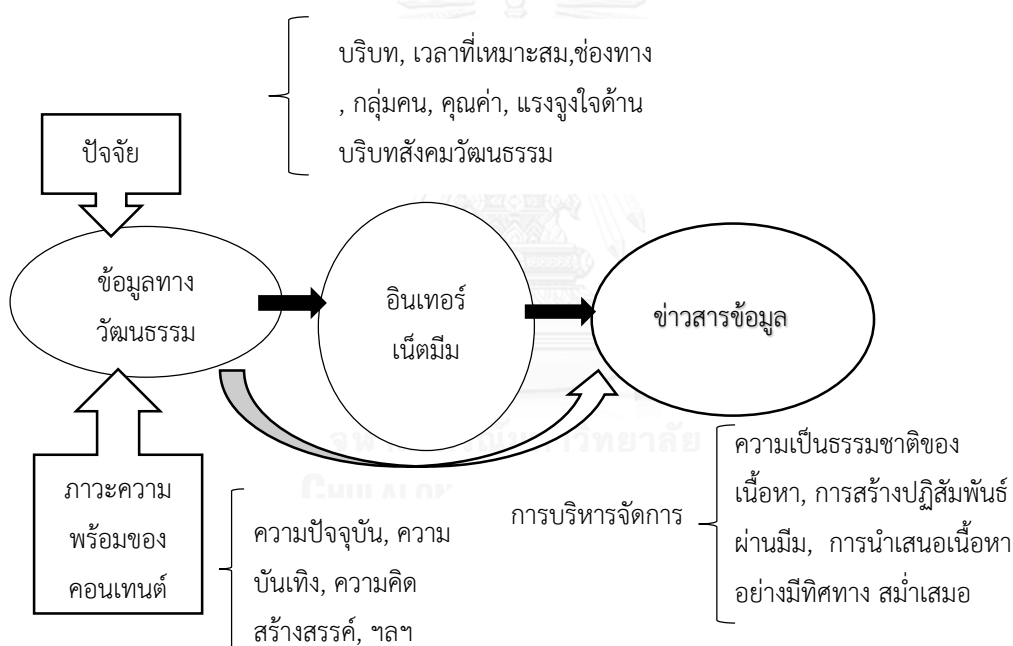 บริบท, เวลาที่เหมาะสม,ช่องทาง
, กลุ่มคน, คุณค่า, แรงจูงใจด้าน
บริบทสังคมวัฒนธรรม
ปัจจัย
ข้อมูลทาง
วัฒนธรรม
อินเทอร์
เน็ตมีม
ข่าวสารข้อมูล
ภาวะความ
พร้อมของ
คอนเทนต์
ความปัจจุบัน, ความ
บันเทิง, ความคิด
สร้างสรรค์, ฯลฯ
การบริหารจัดการ
ความเป็นธรรมชาติของ
เนื้อหา, การสร้างปฏิสัมพันธ์
ผ่านมีม, การนำเสนอเนื้อหา
อย่างมีทิศทาง สม่ำเสมอ